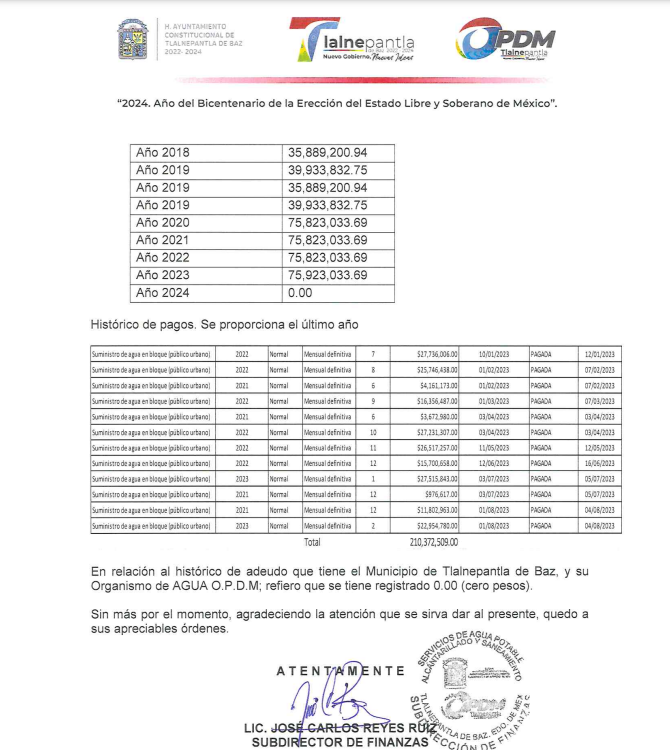 H. AYUNTAMIENTO
CONSTITUCIONAL DE
TLALNEPANTLA DE BAZ
2022- 2024
Tlalnepantla
de Baz 2022 - 2024
Nuevo Gobierno, Nuevas Ideas
OPDM
Tlalnepantla
“2024. Año del Bicentenario de la Erección del Estado Libre y Soberano de México”.
Año 2018 35,889,200.94
Año 2019 39,933,832.75
Año 2019 35,889,200.94
Año 2019 39,933,832.75
Año 2020 75,823,033.69
Año 2021 75,823,033.69
Año 2022 75,823,033.69
Año 2023 75,923,033.69
Año 2024 0.00
Histórico de pagos. Se proporciona el último año
Suministro de agua en bloque (público urbano) 2022 Normal Mensual definitiva 7 $27,736,006.00 10/01/2023 PAGADA 12/01/2023
Suministro de agua en bloque (público urbano) 2022 Normal Mensual definitiva 8 $25,746,438.00 01/02/2023 PAGADA 07/02/2023
Suministro de agua en bloque (público urbano) 2021 Normal Mensual definitiva 6 $4,161,173.00 01/02/2023 PAGADA 07/02/2023
Suministro de agua en bloque (público urbano) 2022 Normal Mensual definitiva 9 $16,356,487.00 01/03/2023 PAGADA 07/03/2023
Suministro de agua en bloque (público urbano) 2021 Normal Mensual definitiva 6 $3,672,980.00 03/04/2023 PAGADA 03/04/2023
Suministro de agua en bloque (público urbano) 2022 Normal Mensual definitiva 10 $27,231,307.00 03/04/2023 PAGADA 03/04/2023
Suministro de agua en bloque (público urbano) 2022 Normal Mensual definitiva 11 $26,517,257.00 11/05/2023 PAGADA 12/05/2023
Suministro de agua en bloque (público urbano) 2022 Normal Mensual definitiva 12 $15,700,658.00 12/06/2023 PAGADA 16/06/2023
Suministro de agua en bloque (público urbano) 2023 Normal Mensual definitiva 1 $27,515,843.00 03/07/2023 PAGADA 05/07/2023
Suministro de agua en bloque (público urbano) 2021 Normal Mensual definitiva 12 $976,617.00 03/07/2023 PAGADA 05/07/2023
Suministro de agua en bloque (público urbano) 2021 Normal Mensual definitiva 12 $11,802,963.00 01/08/2023 PAGADA 04/08/2023
Suministro de agua en bloque (público urbano) 2023 Normal Mensual definitiva 2 $22,954,780.00 01/08/2023 PAGADA 04/08/2023
Total 210,372,509.00
En relación al histórico de adeudo que tiene el Municipio de Tlalnepantla de Baz, y su
Organismo de AGUA O.P.D.M; refiero que se tiene registrado 0.00 (cero pesos).
Sin más por el momento, agradeciendo la atención que se sirva dar al presente, quedo a
sus apreciables órdenes.
SERVICIOS DE AGUA POTABLE
ALCANTARILLADO Y SANEAMIENTO
OPDM
TLALNEPANTLA DE BAZ, EDO. DE MEX
SUBDIRECCIÓN DE FINANZAS
ATENTAMENTE
LIC. JOSÉ CARLOS REYES RUIZ
SUBDIRECTOR DE FINANZAS